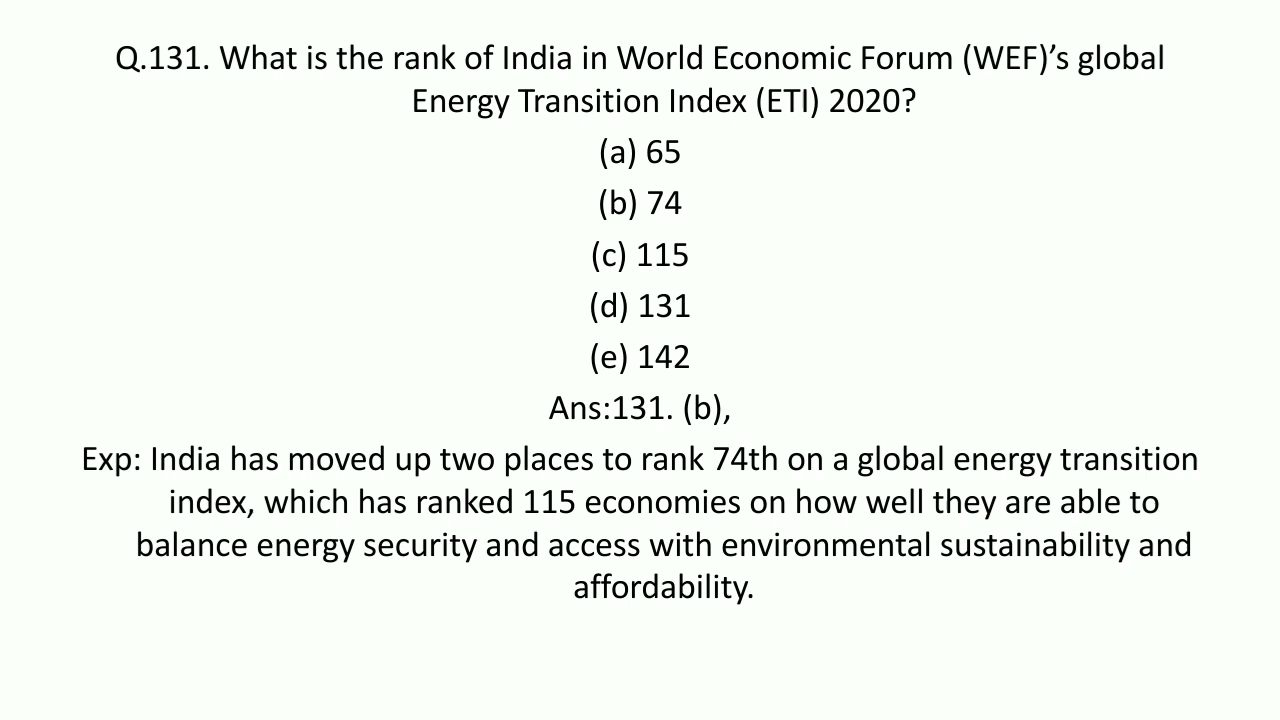 Q.131. What is the rank of India in World Economic Forum (WEF)’s global
Energy Transition Index (ETI) 2020?
(a) 65
(b) 74
(c) 115
(d) 131
(e) 142
Ans:131. (b),
Exp: India has moved up two places to rank 74th on a global energy transition
index, which has ranked 115 economies on how well they are able to
balance energy security and access with environmental sustainability and
affordability.